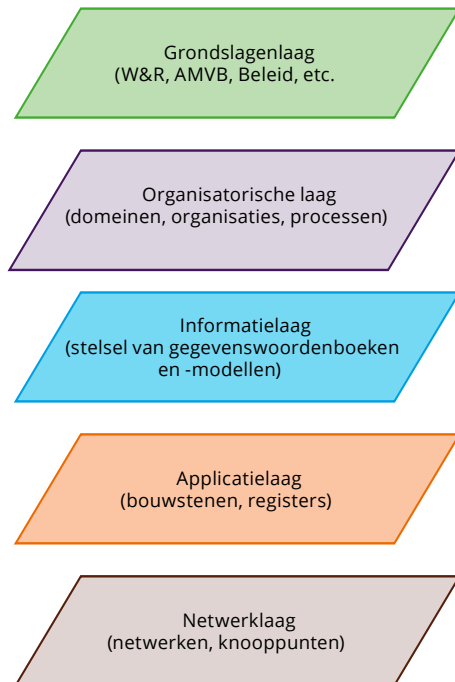 Grondslagenlaag
(W&R, AMVB, Beleid, etc.
Organisatorische laag
(domeinen, organisaties, processen)
Informatielaag
(stelsel van gegevenswoordenboeken
en -modellen)
Applicatielaag
(bouwstenen, registers)
Netwerklaag
(netwerken, knooppunten)